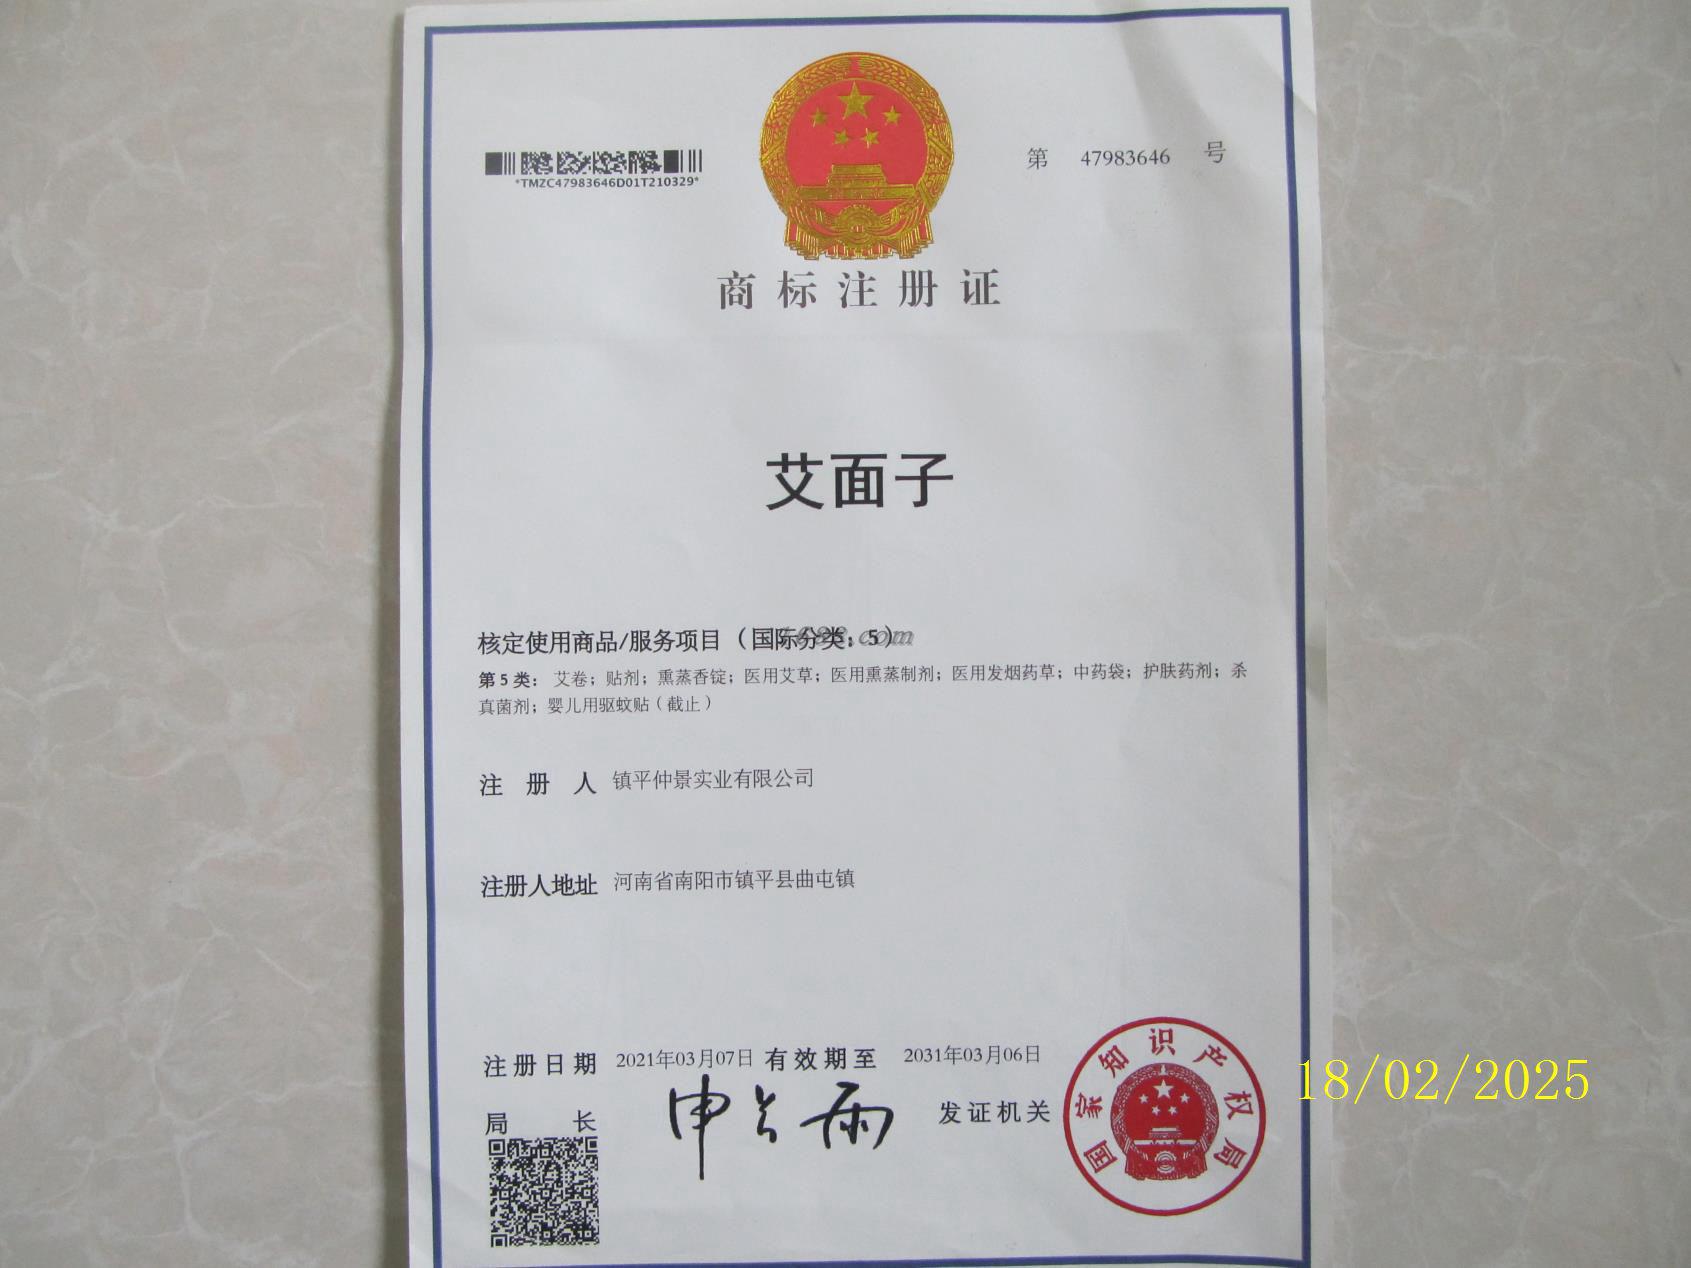 第 47983646 号
*TMZC47983646D01T210329*
商标注册证
艾面子
核定使用商品/服务项目（国际分类：5）
1688.com
第5类：艾卷；贴剂；熏蒸香锭；医用艾草；医用熏蒸制剂；医用发烟药草；中药袋；护肤药剂；杀
真菌剂；婴儿用驱蚊贴（截止）
注册人 镇平仲景实业有限公司
注册人地址 河南省南阳市镇平县曲屯镇
注册日期 2021年03月07日 有效期至 2031年03月06日
局长 申长雨 发证机关
国家知识产权局
18/02/2025